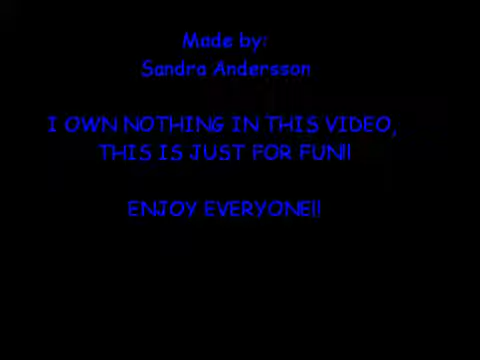 Made by:
Sandra Andersson
I OWN NOTHING IN THIS VIDEO,
THIS IS JUST FOR FUN!!
ENJOY EVERYONE!!